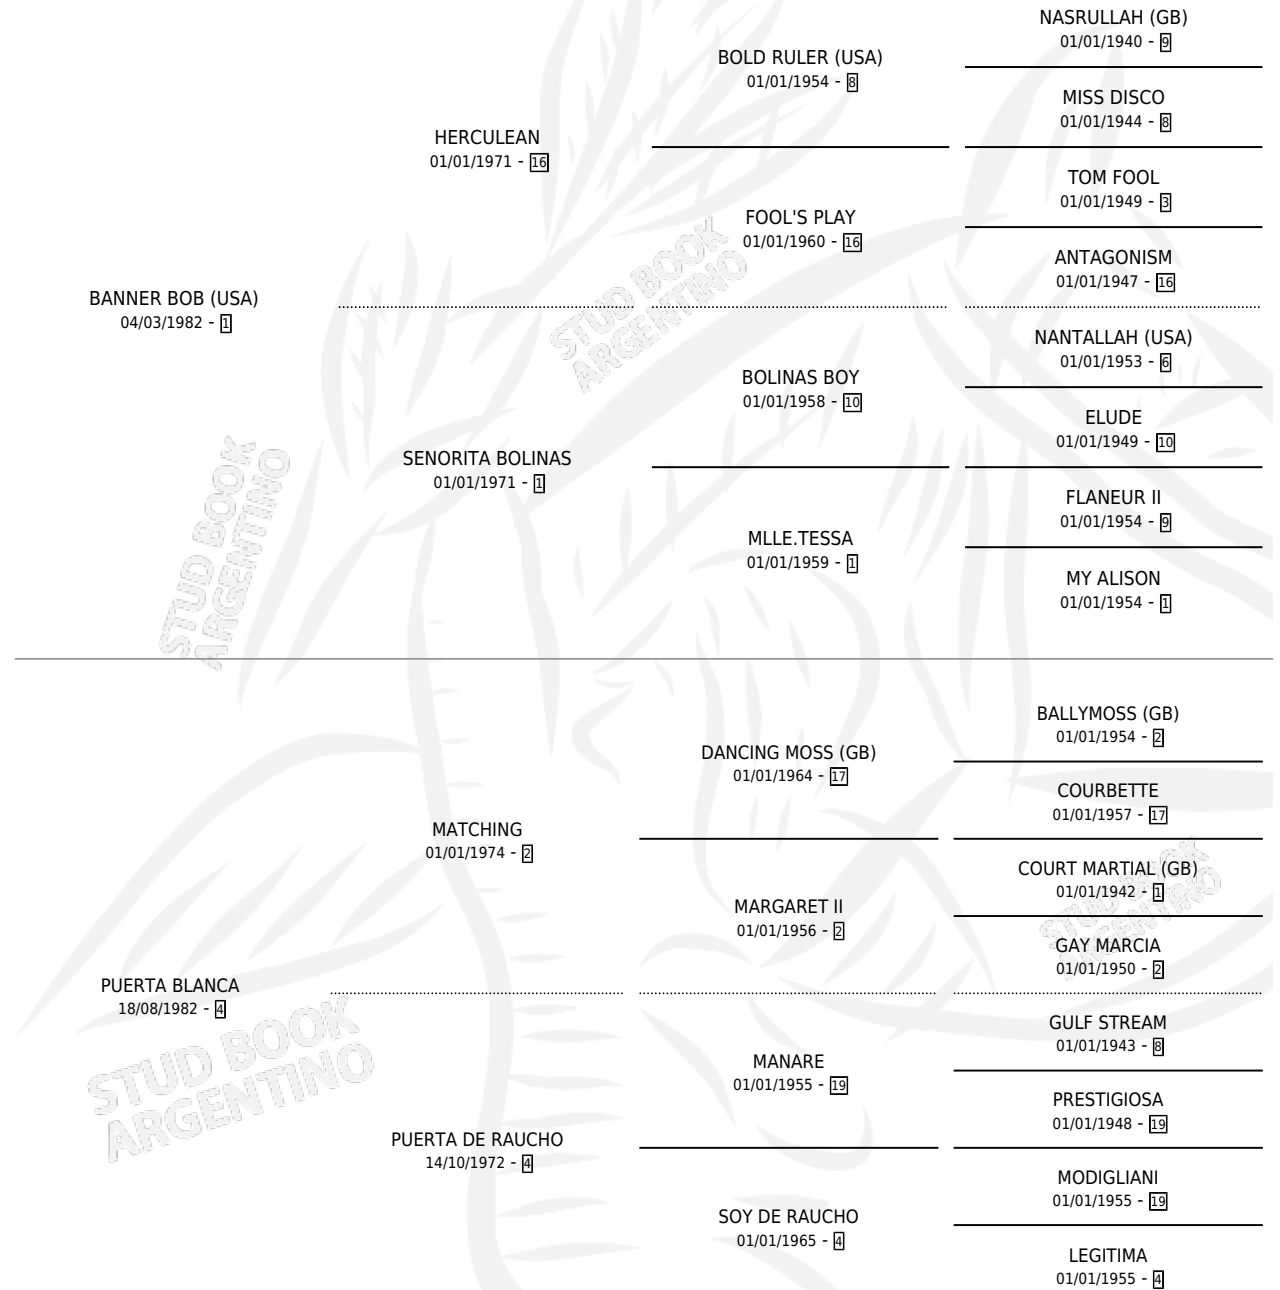 NASRULLAH (GB)
01/01/1940 - 9
BOLD RULER (USA)
01/01/1954 - 8
MISS DISCO
01/01/1944 - 8
HERCULEAN
01/01/1971 - 16
TOM FOOL
01/01/1949 - 3
FOOL'S PLAY
01/01/1960 - 16
ANTAGONISM
01/01/1947 - 16
BANNER BOB (USA)
04/03/1982 - 1
STUD BOOK
ARGENTINO
NANTALLAH (USA)
01/01/1953 - 6
BOLINAS BOY
01/01/1958 - 10
ELUDE
01/01/1949 - 10
SENORITA BOLINAS
01/01/1971 - 1
FLANEUR II
01/01/1954 - 9
MLLE.TESSA
01/01/1959 - 1
MY ALISON
01/01/1954 - 1
STUD BOOK
ARGENTINO
BALLYMOSS (GB)
01/01/1954 - 2
DANCING MOSS (GB)
01/01/1964 - 17
COURBETTE
01/01/1957 - 17
MATCHING
01/01/1974 - 2
COURT MARTIAL (GB)
01/01/1942 - 1
MARGARET II
01/01/1956 - 2
GAY MARCIA
01/01/1950 - 2
STUD BOOK
ARGENTINO
PUERTA BLANCA
18/08/1982 - 4
GULF STREAM
01/01/1943 - 8
MANARE
01/01/1955 - 19
PRESTIGIOSA
01/01/1948 - 19
STUD BOOK
ARGENTINO
PUERTA DE RAUCHO
14/10/1972 - 4
MODIGLIANI
01/01/1955 - 19
SOY DE RAUCHO
01/01/1965 - 4
LEGITIMA
01/01/1955 - 4